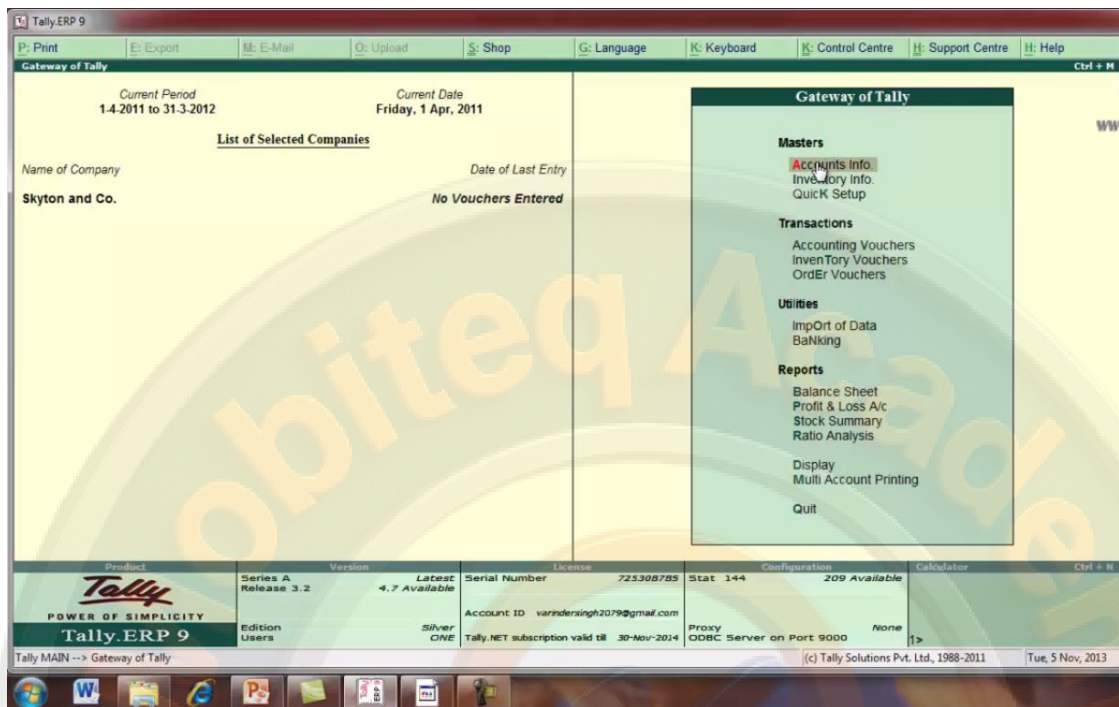 Tally.ERP 9
P: Print E: Export M: E-Mail O: Upload S: Shop G: Language K: Keyboard K: Control Centre H: Support Centre H: Help
Gateway of Tally Ctrl + M
Current Period Current Date
1-4-2011 to 31-3-2012 Friday, 1 Apr, 2011
List of Selected Companies
Name of Company Date of Last Entry
Skyton and Co. No Vouchers Entered
Gateway of Tally
Masters
Accounts Info.
Inventory Info.
QuicK Setup
Transactions
Accounting Vouchers
InvenTory Vouchers
OrdEr Vouchers
Utilities
ImpOrt of Data
BaNking
Reports
Balance Sheet
Profit & Loss A/c
Stock Summary
Ratio Analysis
Display
Multi Account Printing
Quit
Product Version License Configuration Calculator Ctrl + N
Tally
POWER OF SIMPLICITY
Tally.ERP 9
Series A Latest
Release 3.2 4.7 Available
Edition Silver
Users ONE
Serial Number 725308785
Account ID varindersingh2079@gmail.com
Tally.NET subscription valid till 30-Nov-2014
Stat 144 209 Available
Proxy None
ODBC Server on Port 9000
1>
Tally MAIN --> Gateway of Tally (c) Tally Solutions Pvt. Ltd., 1988-2011 Tue, 5 Nov, 2013